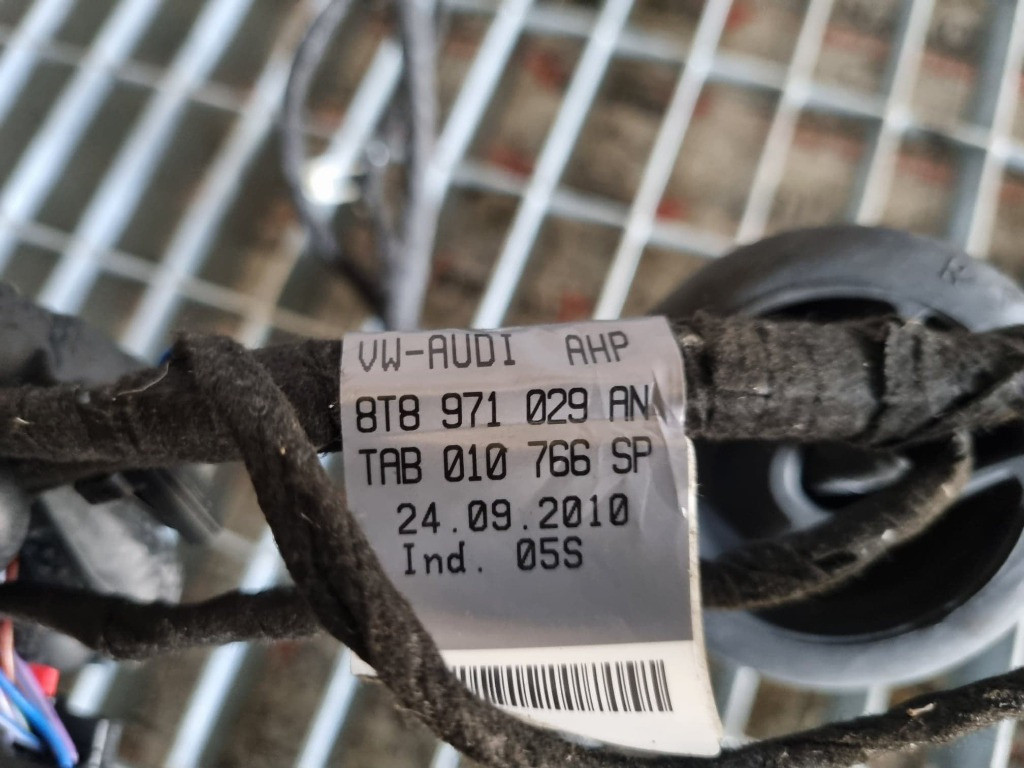 VW-AUDI AHP
8T8 971 029 AN
TAB 010 766 SP
24.09.2010
Ind. 05S